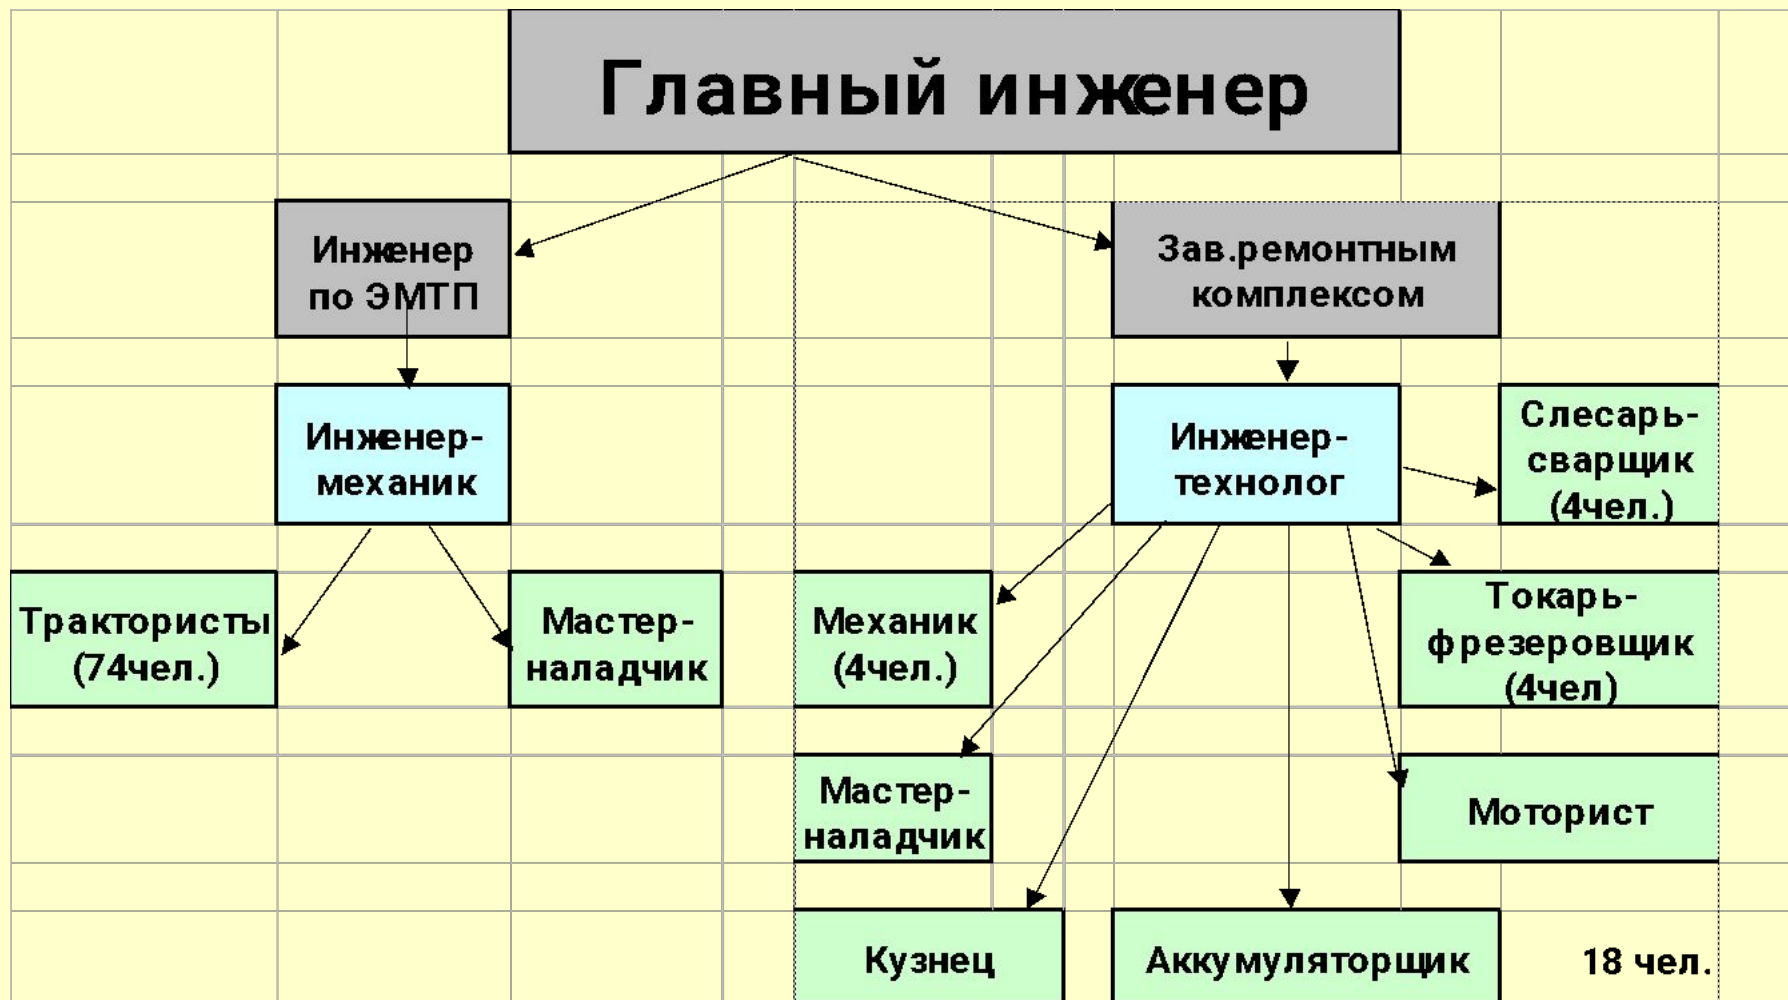 Главный инженер
Инженер
по ЭМТП
Зав.ремонтным
комплексом
Инженер-
механик
Инженер-
технолог
Слесарь-
сварщик
(4чел.)
Трактористы
(74чел.)
Мастер-
наладчик
Механик
(4чел.)
Токарь-
фрезеровщик
(4чел)
Мастер-
наладчик
Моторист
Кузнец
Аккумуляторщик
18 чел.